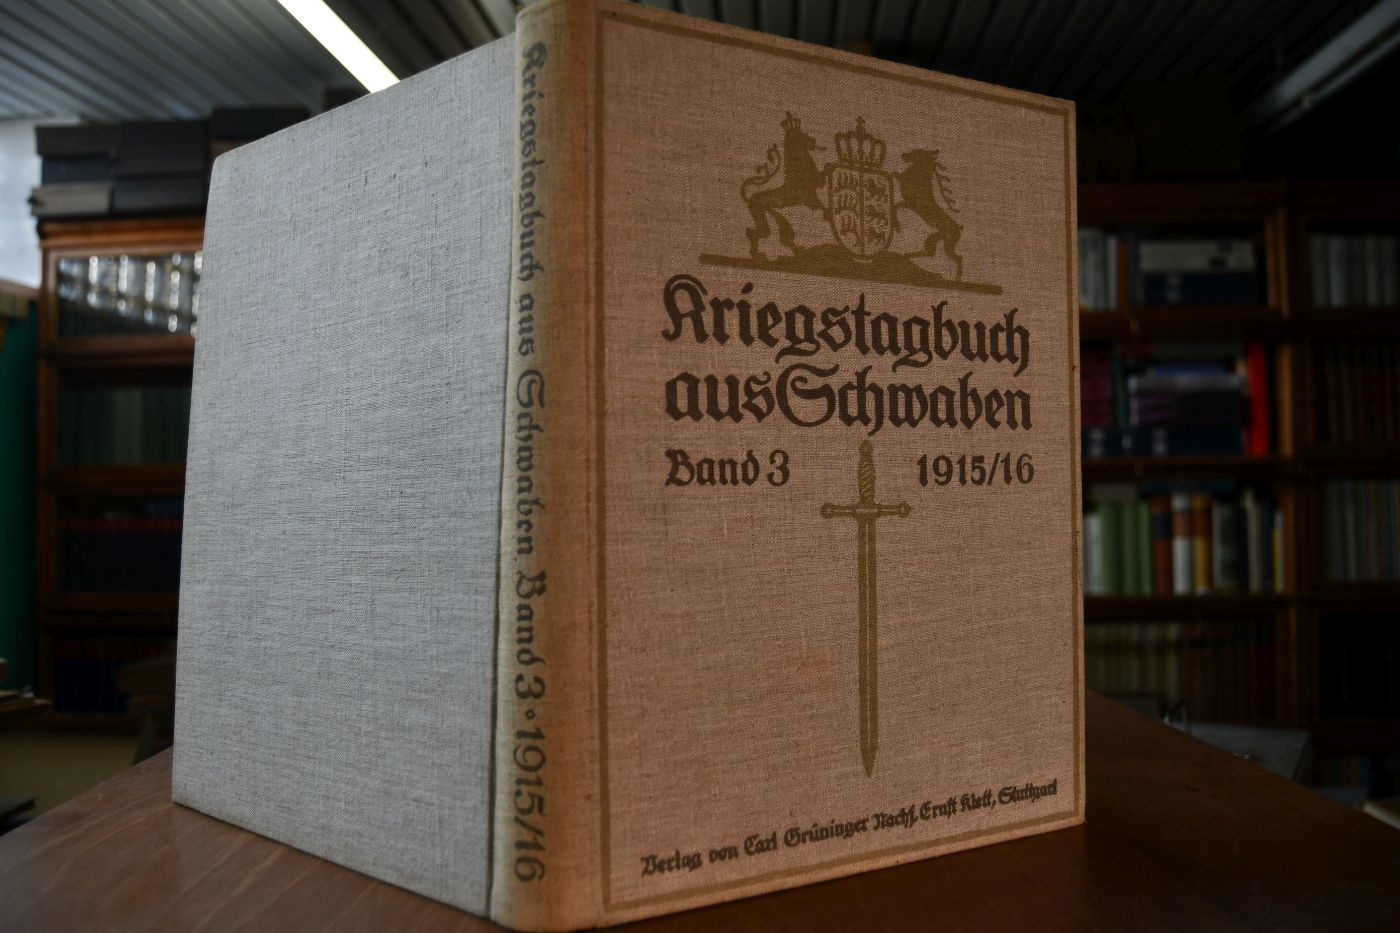 Kriegstagbuch aus Schwaben. Band 3 • 1915/16
Kriegstagbuch
aus Schwaben
Band 3 1915/16
Verlag von Carl Grüninger Nachf. Ernst Klett, Stuttgart